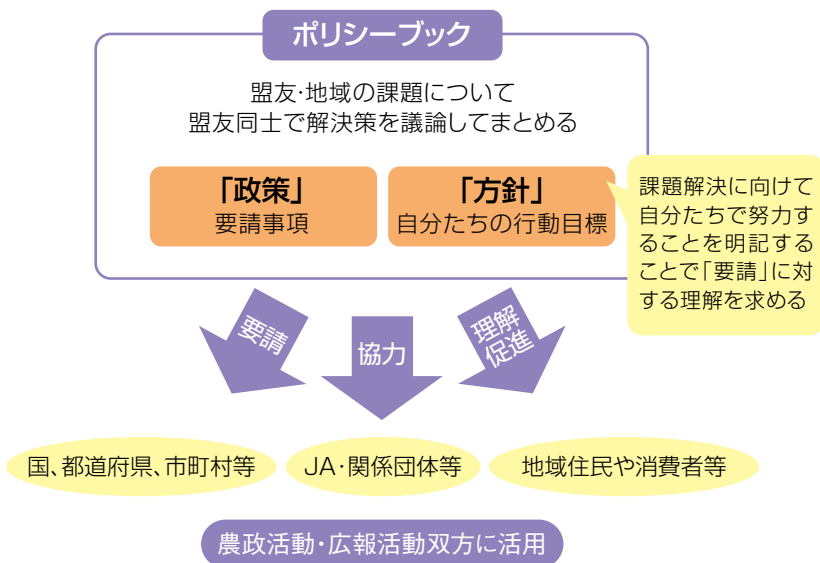 ポリシーブック
盟友・地域の課題について
盟友同士で解決策を議論してまとめる
「政策」
要請事項
「方針」
自分たちの行動目標
課題解決に向けて
自分たちで努力す
ることを明記する
ことで「要請」に対
する理解を求める
要請
協力
理解
促進
国、都道府県、市町村等
JA・関係団体等
地域住民や消費者等
農政活動・広報活動双方に活用